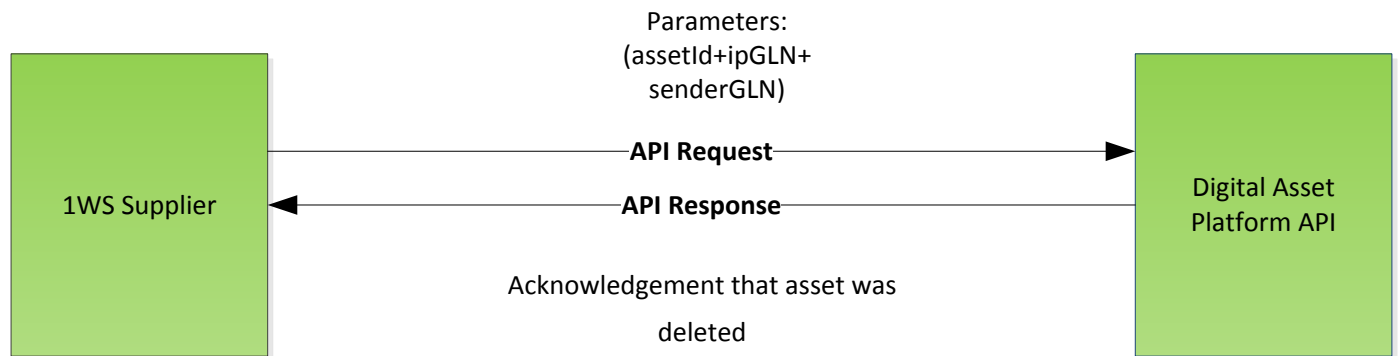 Parameters:
(assetId+ipGLN+
senderGLN)
API Request
1WS Supplier
API Response
Digital Asset
Platform API
Acknowledgement that asset was
deleted